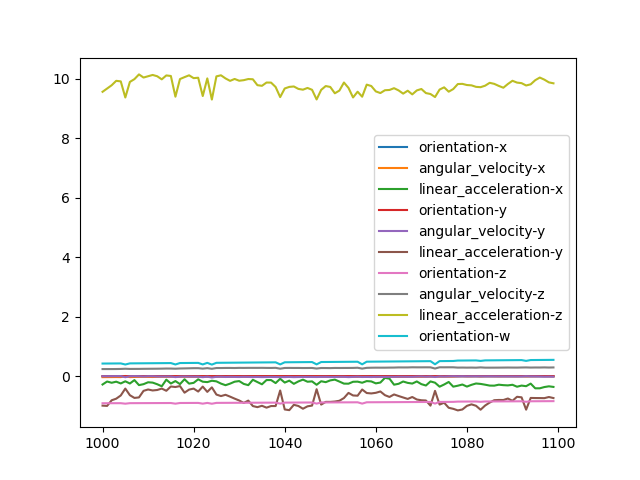 10
8
6
4
2
0
orientation-x
angular_velocity-x
linear_acceleration-x
orientation-y
angular_velocity-y
linear_acceleration-y
orientation-z
angular_velocity-z
linear_acceleration-z
orientation-w
1000 1020 1040 1060 1080 1100